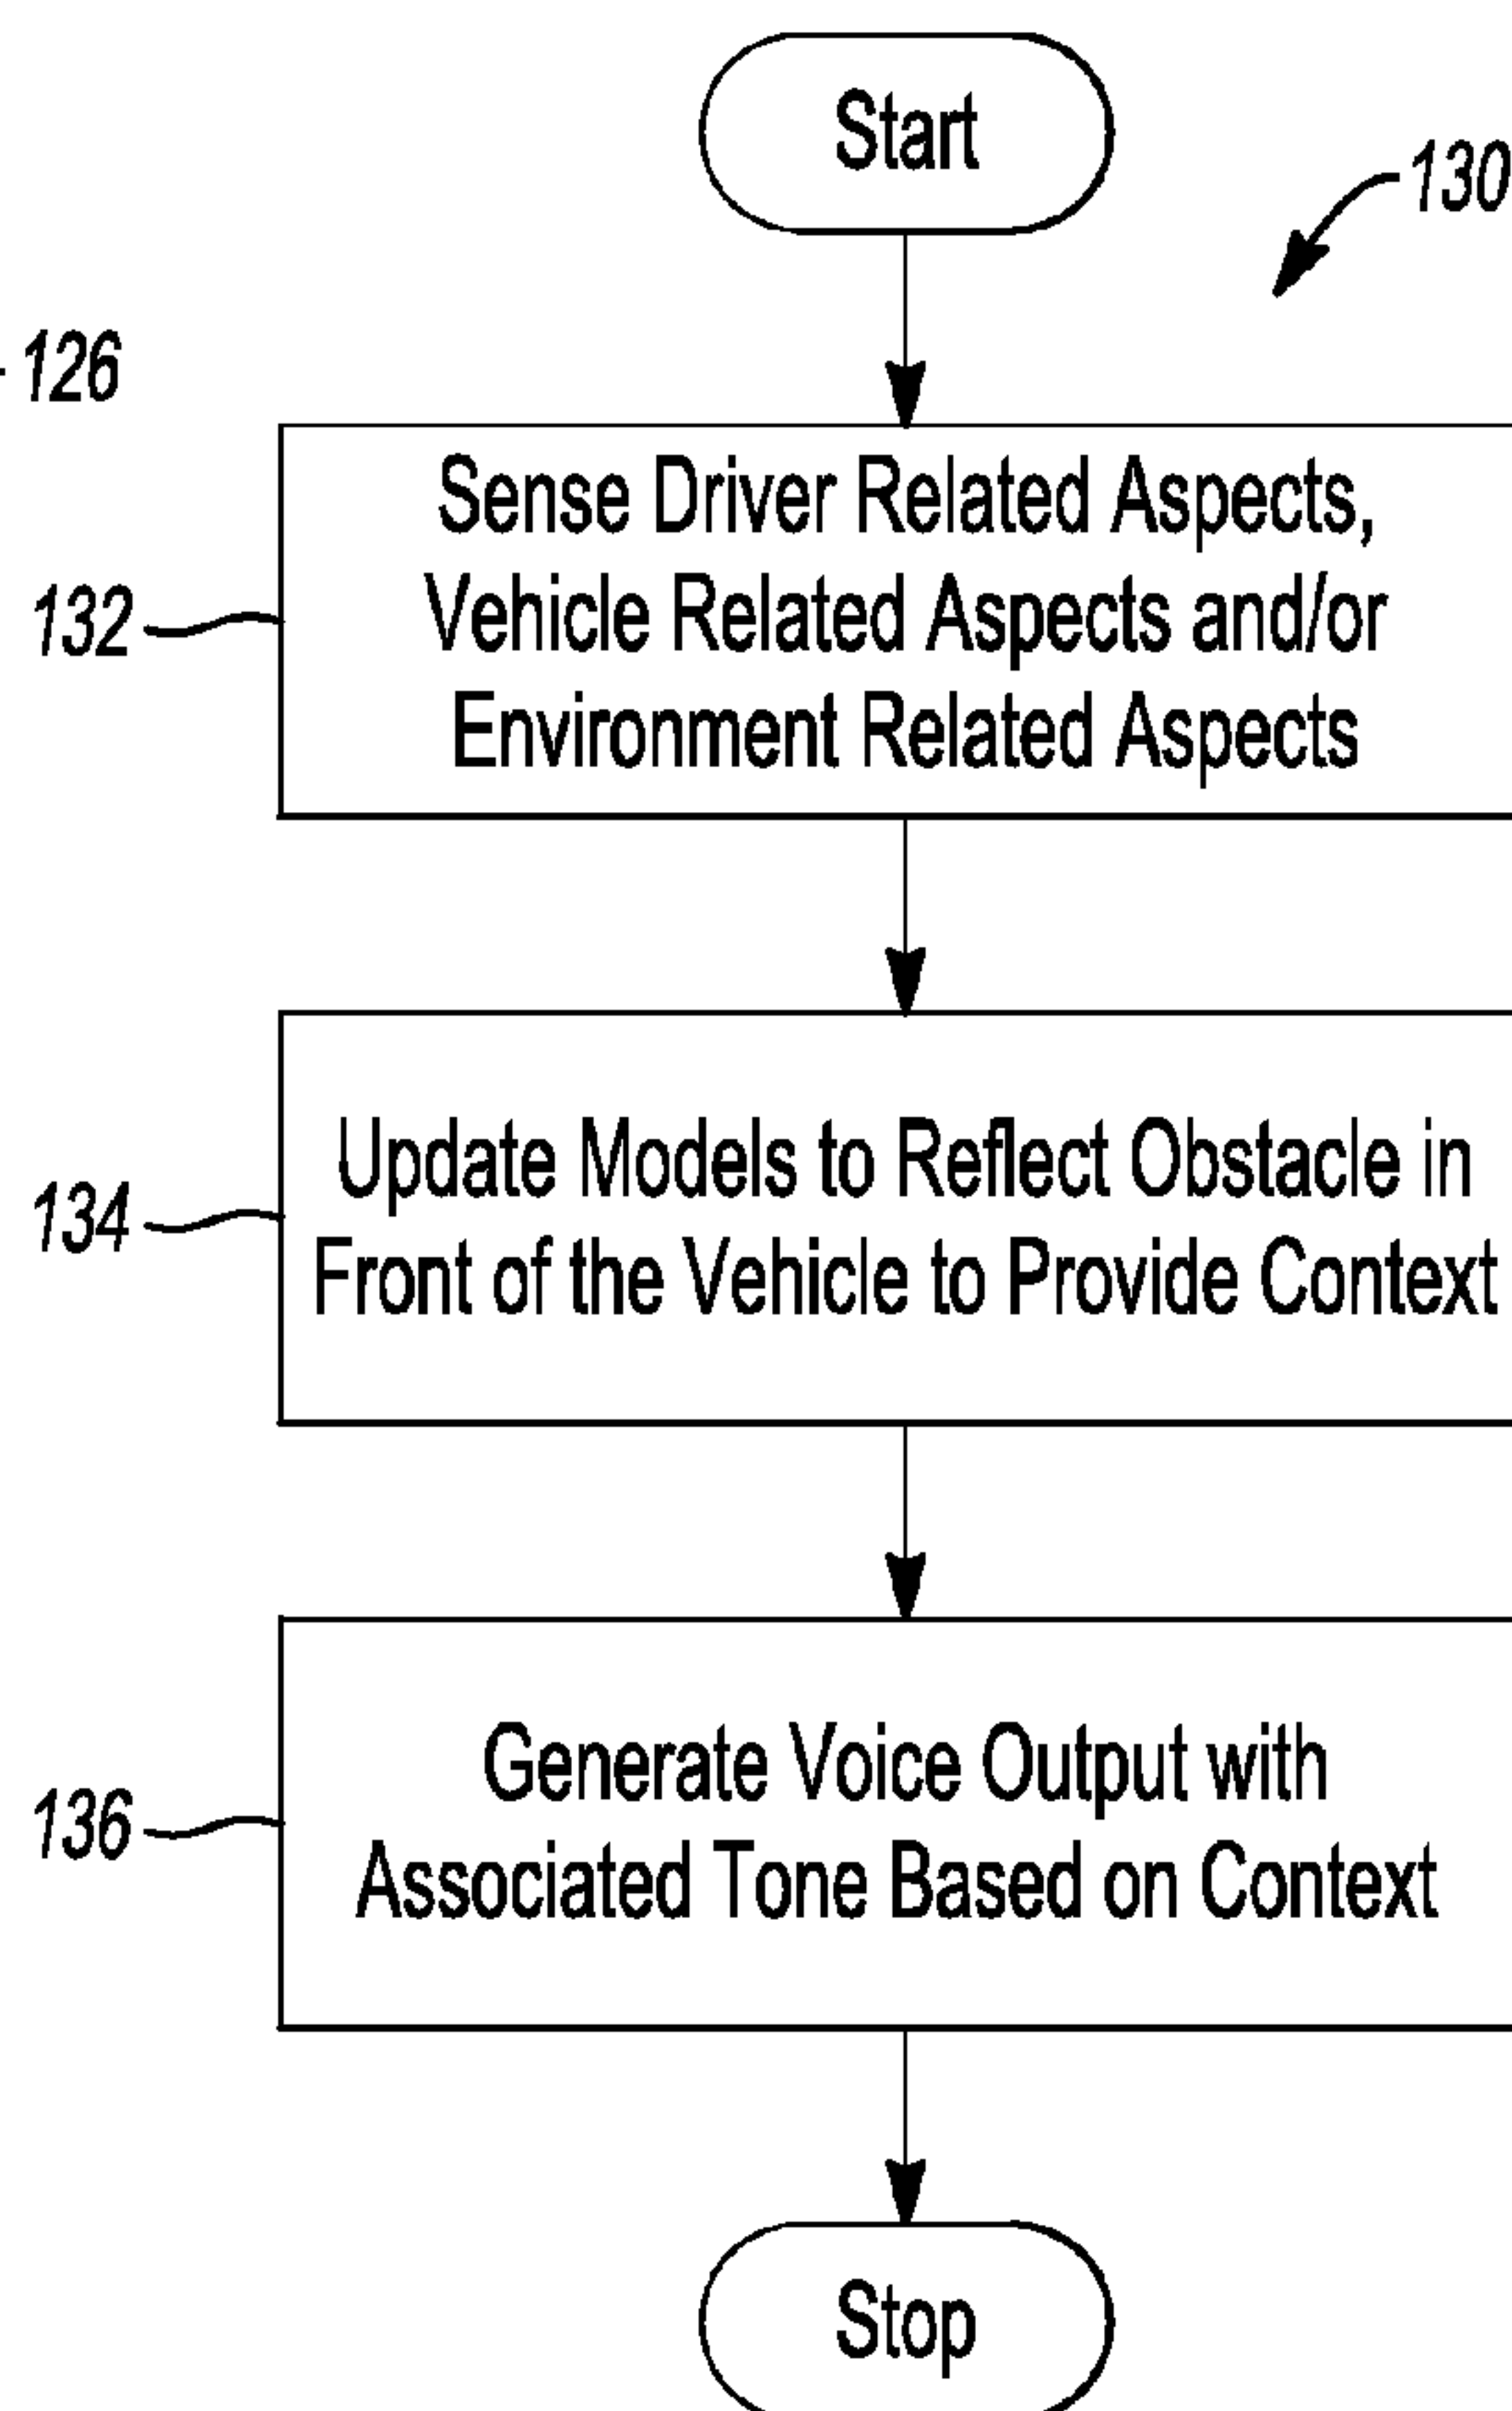 Start
130
126
Sense Driver Related Aspects,
Vehicle Related Aspects and/or
Environment Related Aspects
132
Update Models to Reflect Obstacle in
Front of the Vehicle to Provide Context
134
Generate Voice Output with
Associated Tone Based on Context
136
Stop